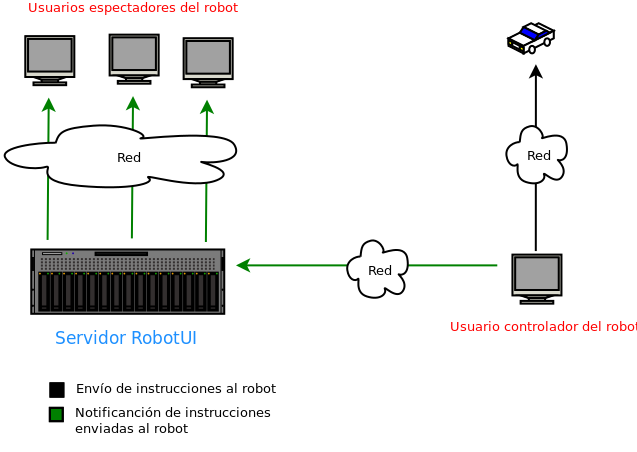 Usuarios espectadores del robot
Red
Red
Red
Servidor RobotUI
Usuario controlador del robot
Envío de instrucciones al robot
Notificanción de instrucciones
enviadas al robot